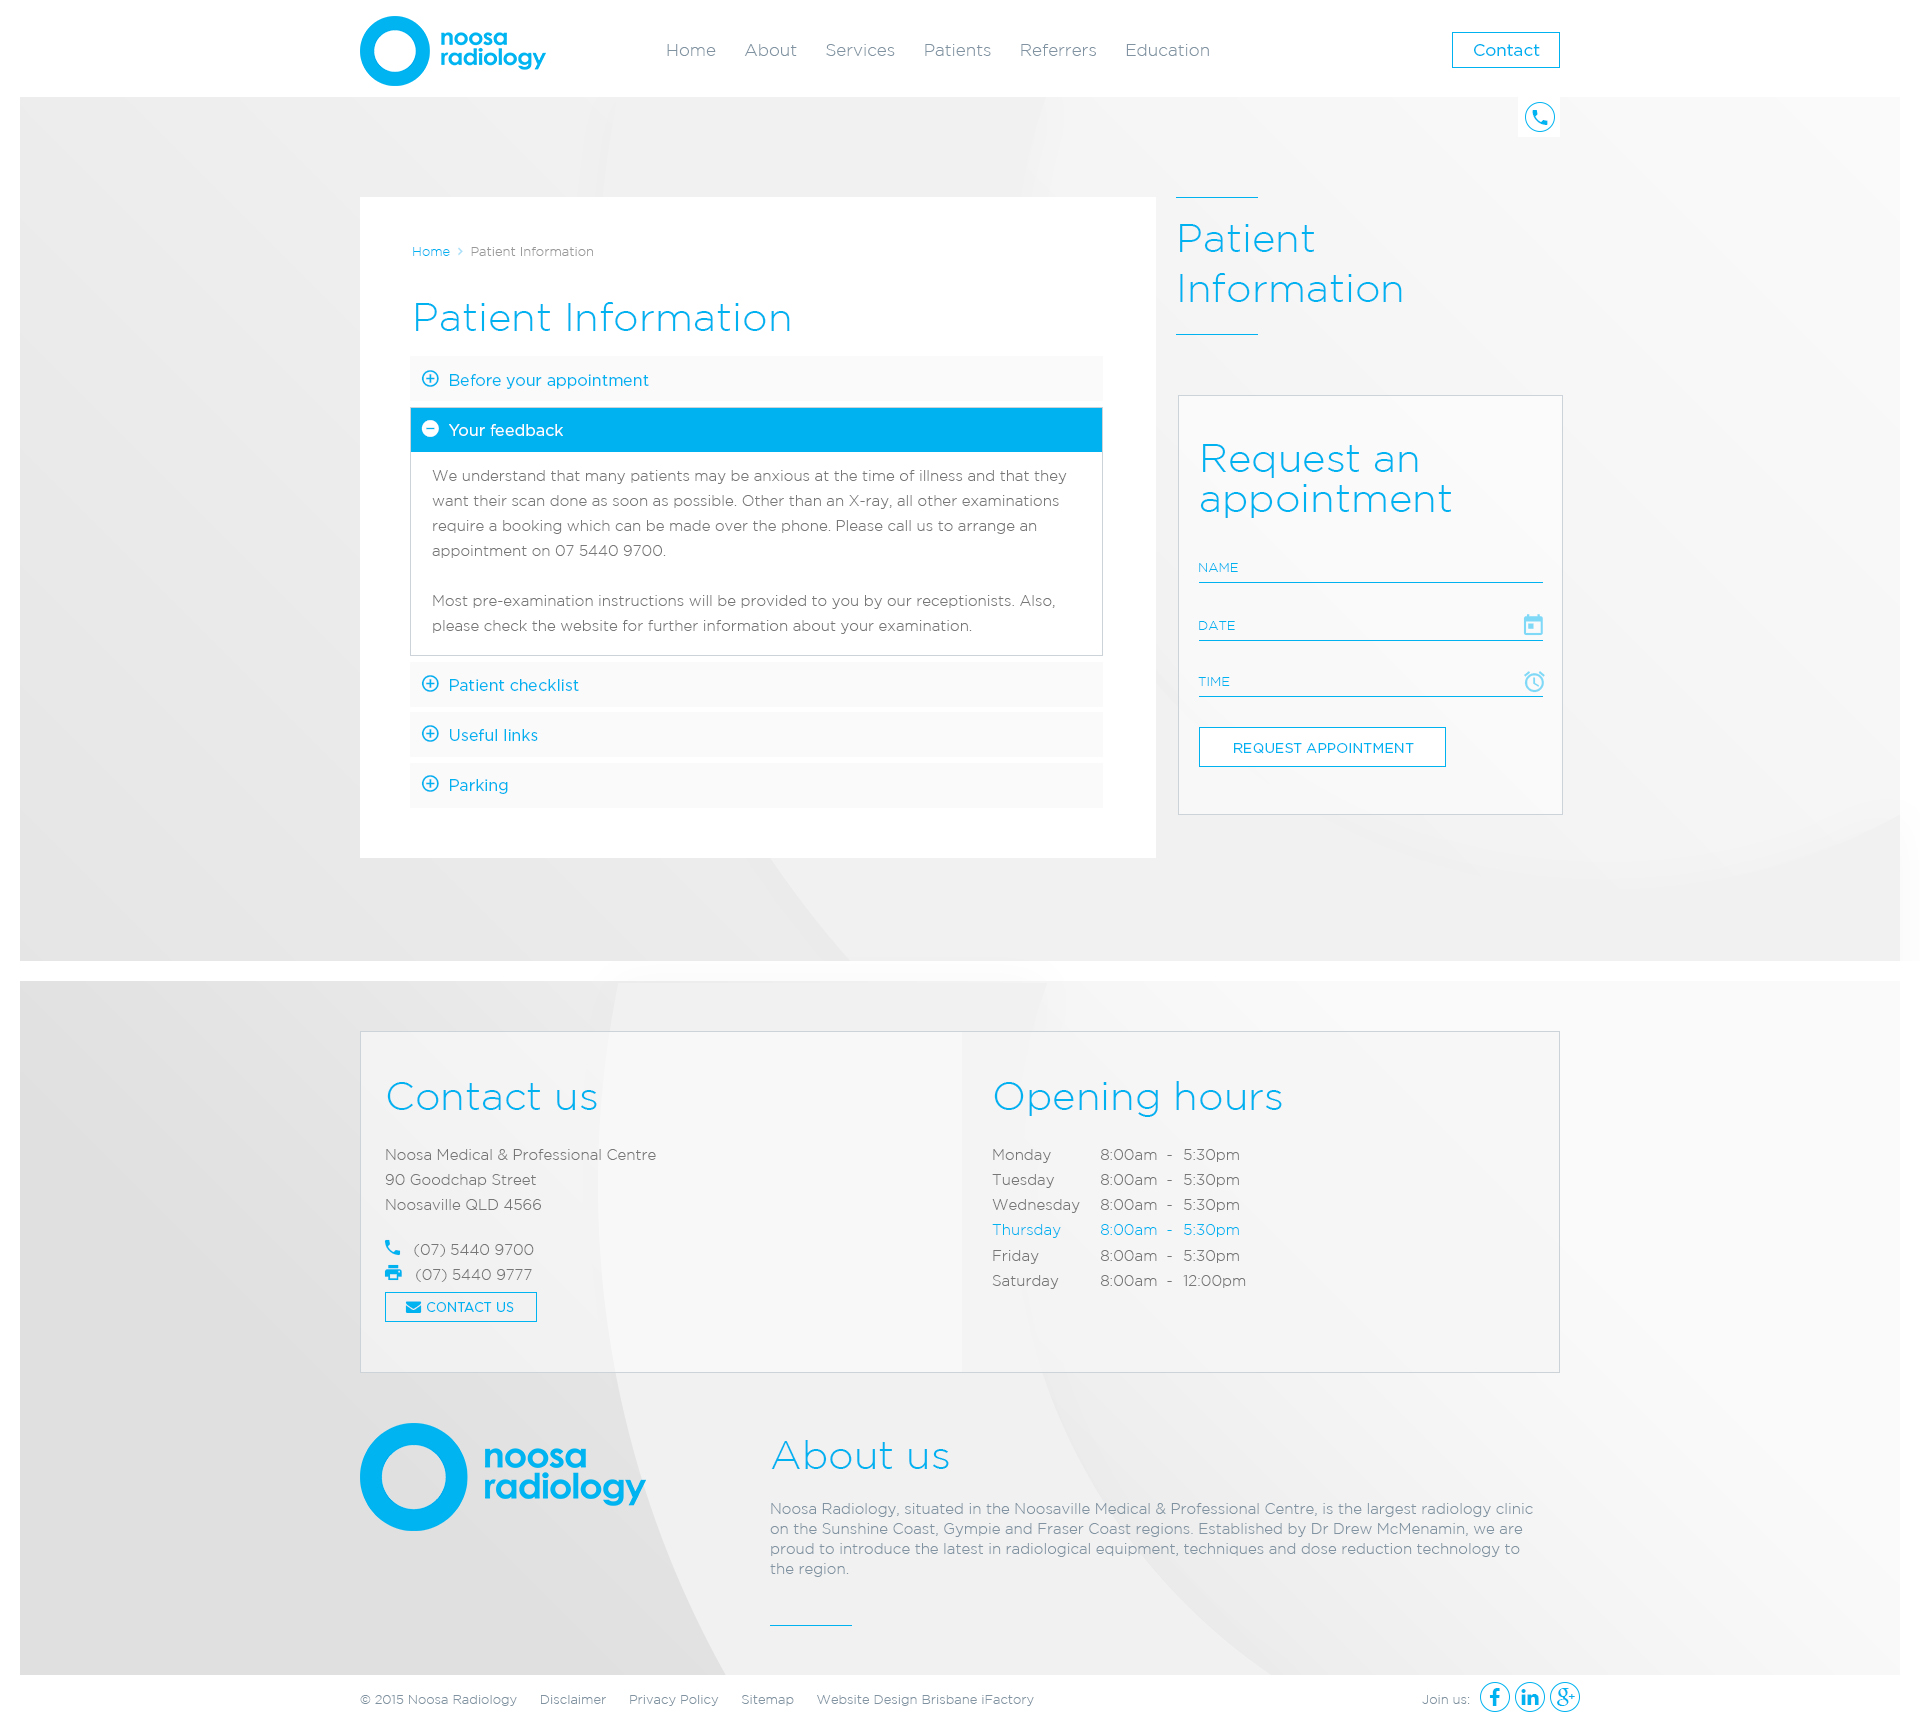 noosa
radiology
Home About Services Patients Referrers Education
Contact
Home > Patient Information
Patient Information
Before your appointment
Your feedback
We understand that many patients may be anxious at the time of illness and that they
want their scan done as soon as possible. Other than an X-ray, all other examinations
require a booking which can be made over the phone. Please call us to arrange an
appointment on 07 5440 9700.
Most pre-examination instructions will be provided to you by our receptionists. Also,
please check the website for further information about your examination.
Patient checklist
Useful links
Parking
Patient
Information
Request an
appointment
NAME
DATE
TIME
REQUEST APPOINTMENT
Contact us
Noosa Medical & Professional Centre
90 Goodchap Street
Noosaville QLD 4566
(07) 5440 9700
(07) 5440 9777
CONTACT US
Opening hours
Monday 8:00am - 5:30pm
Tuesday 8:00am - 5:30pm
Wednesday 8:00am - 5:30pm
Thursday 8:00am - 5:30pm
Friday 8:00am - 5:30pm
Saturday 8:00am - 12:00pm
noosa
radiology
About us
Noosa Radiology, situated in the Noosaville Medical & Professional Centre, is the largest radiology clinic
on the Sunshine Coast, Gympie and Fraser Coast regions. Established by Dr Drew McMenamin, we are
proud to introduce the latest in radiological equipment, techniques and dose reduction technology to
the region.
© 2015 Noosa Radiology Disclaimer Privacy Policy Sitemap Website Design Brisbane iFactory
Join us: f in g+